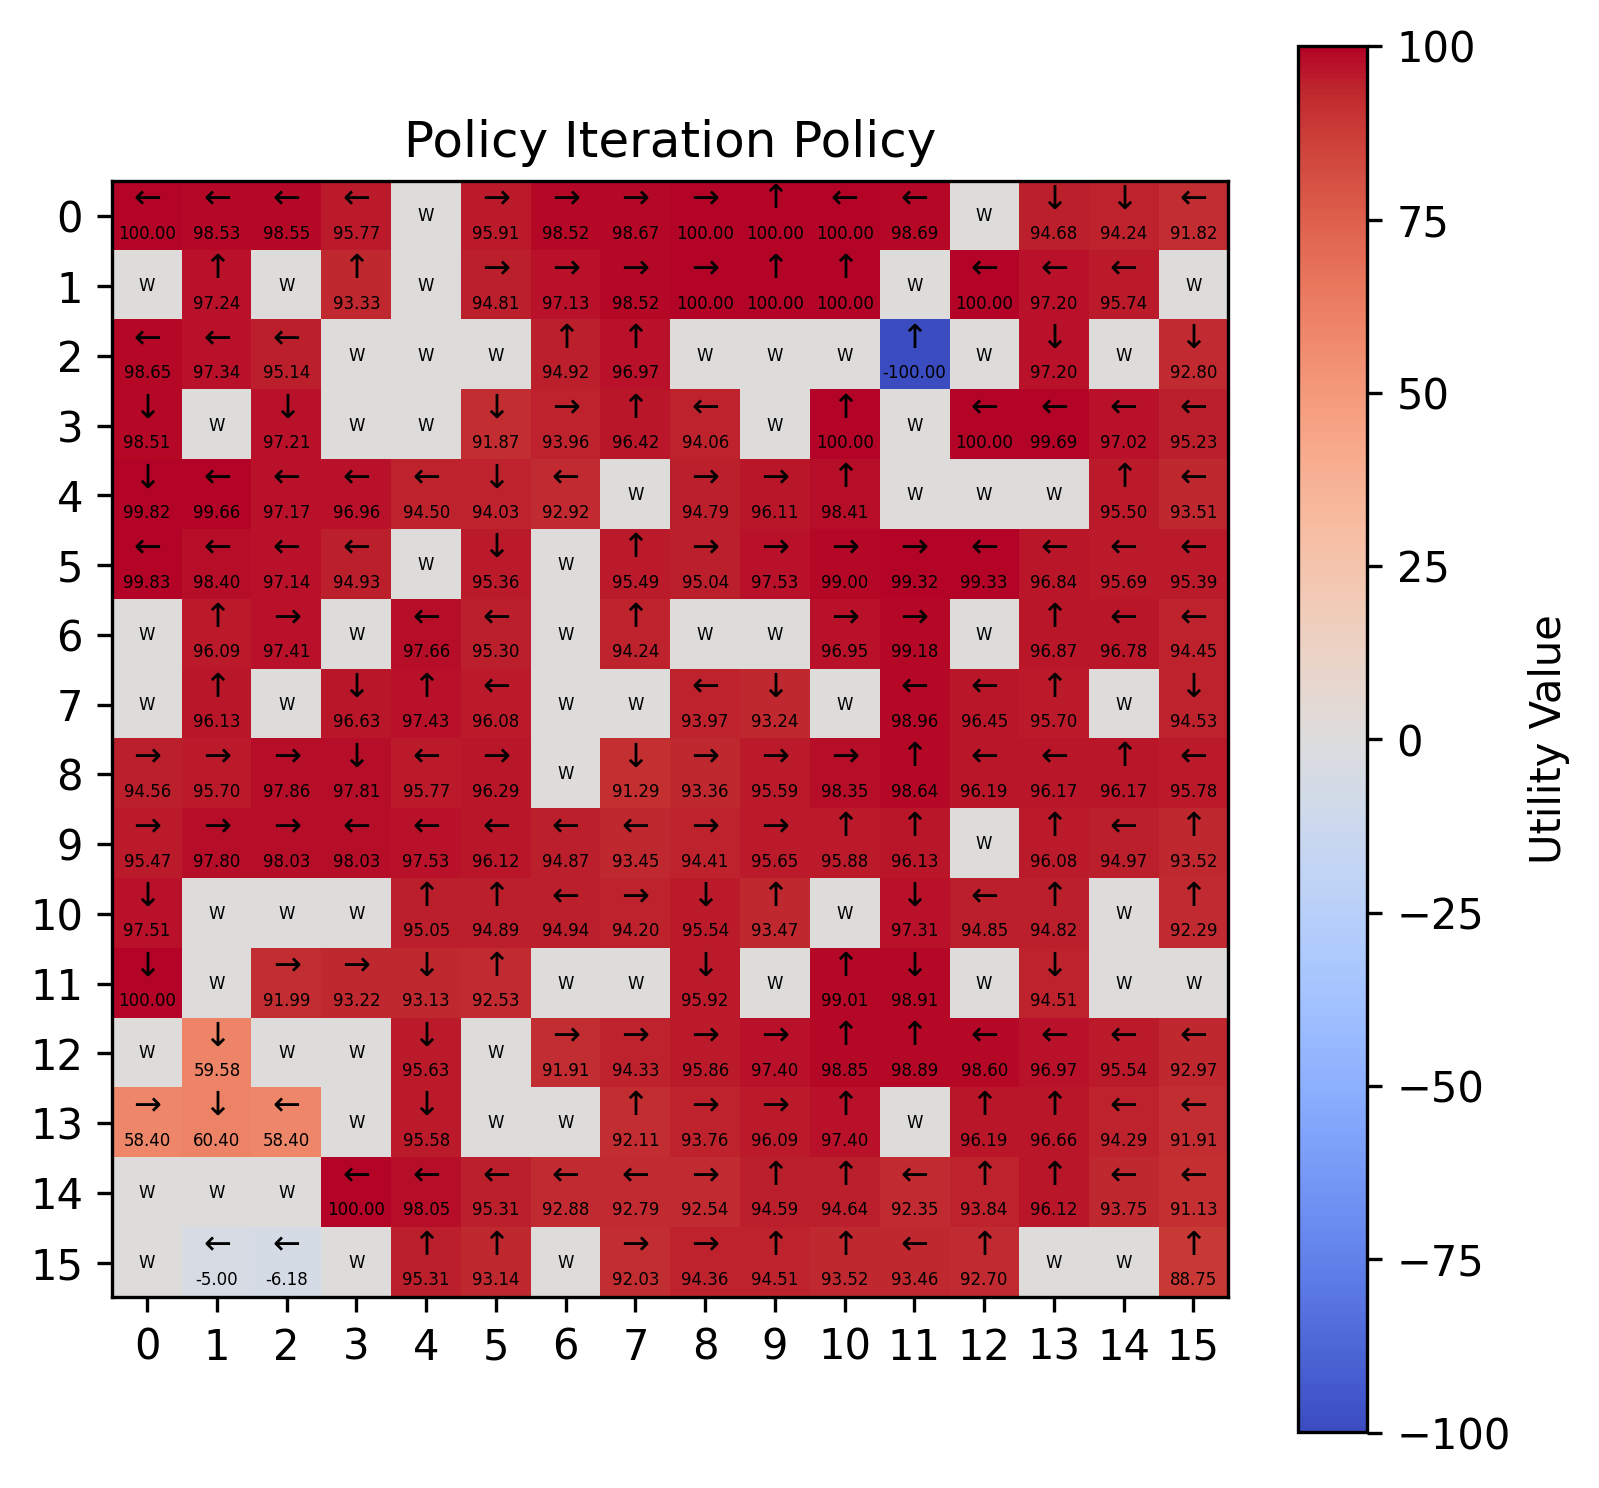 Policy Iteration Policy
0 ← ← ← ← W → → → → ↑ ← ← W ↓ ↓ ←
100.00 98.53 98.55 95.77 95.91 98.52 98.67 100.00 100.00 100.00 98.69 94.68 94.24 91.82
1 W ↑ W ↑ W → → → → ↑ ↑ W ← ← ← W
97.24 93.33 94.81 97.13 98.52 100.00 100.00 100.00 100.00 97.20 95.74
2 ← ← ← W W W ↑ ↑ W W W ↑ W ↓ W ↓
98.65 97.34 95.14 94.92 96.97 -100.00 97.20 92.80
3 ↓ W ↓ W W ↓ → ↑ ← W ↑ W ← ← ← ←
98.51 97.21 91.87 93.96 96.42 94.06 100.00 100.00 99.69 97.02 95.23
4 ↓ ← ← ← ← ↓ ← W → → ↑ W W W ↑ ←
99.82 99.66 97.17 96.96 94.50 94.03 92.92 94.79 96.11 98.41 95.50 93.51
5 ← ← ← ← W ↓ W ↑ → → → → ← ← ← ←
99.83 98.40 97.14 94.93 95.36 95.49 95.04 97.53 99.00 99.32 99.33 96.84 95.69 95.39
6 W ↑ → W ← ← W ↑ W W → → W ↑ ← ←
96.09 97.41 97.66 95.30 94.24 96.95 99.18 96.87 96.78 94.45
7 W ↑ W ↓ ↑ ← W W ← ↓ W ← ← ↑ W ↓
96.13 96.63 97.43 96.08 93.97 93.24 98.96 96.45 95.70 94.53
8 → → → ↓ ← → W ↓ → → → ↑ ← ← ↑ ←
94.56 95.70 97.86 97.81 95.77 96.29 91.29 93.36 95.59 98.35 98.64 96.19 96.17 96.17 95.78
9 → → → ← ← ← ← ← → → ↑ ↑ W ↑ ← ↑
95.47 97.80 98.03 98.03 97.53 96.12 94.87 93.45 94.41 95.65 95.88 96.13 96.08 94.97 93.52
10 ↓ W W W ↑ ↑ ← → ↓ ↑ W ↓ ← ↑ W ↑
97.51 95.05 94.89 94.94 94.20 95.54 93.47 97.31 94.85 94.82 92.29
11 ↓ W → → ↓ ↑ W W ↓ W ↑ ↓ W ↓ W W
100.00 91.99 93.22 93.13 92.53 95.92 99.01 98.91 94.51
12 W ↓ W W ↓ W → → → → ↑ ↑ ← ← ← ←
59.58 95.63 91.91 94.33 95.86 97.40 98.85 98.89 98.60 96.97 95.54 92.97
13 → ↓ ← W ↓ W W ↑ → → ↑ W ↑ ↑ ← ←
58.40 60.40 58.40 95.58 92.11 93.76 96.09 97.40 96.19 96.66 94.29 91.91
14 W W W ← ← ← ← ← → ↑ ↑ ← ↑ ↑ ← ←
100.00 98.05 95.31 92.88 92.79 92.54 94.59 94.64 92.35 93.84 96.12 93.75 91.13
15 W ← ← W ↑ ↑ W → → ↑ ↑ ← ↑ W W ↑
-5.00 -6.18 95.31 93.14 92.03 94.36 94.51 93.52 93.46 92.70 88.75
0 1 2 3 4 5 6 7 8 9 10 11 12 13 14 15
100
75
50
25
0
−25
−50
−75
−100
Utility Value